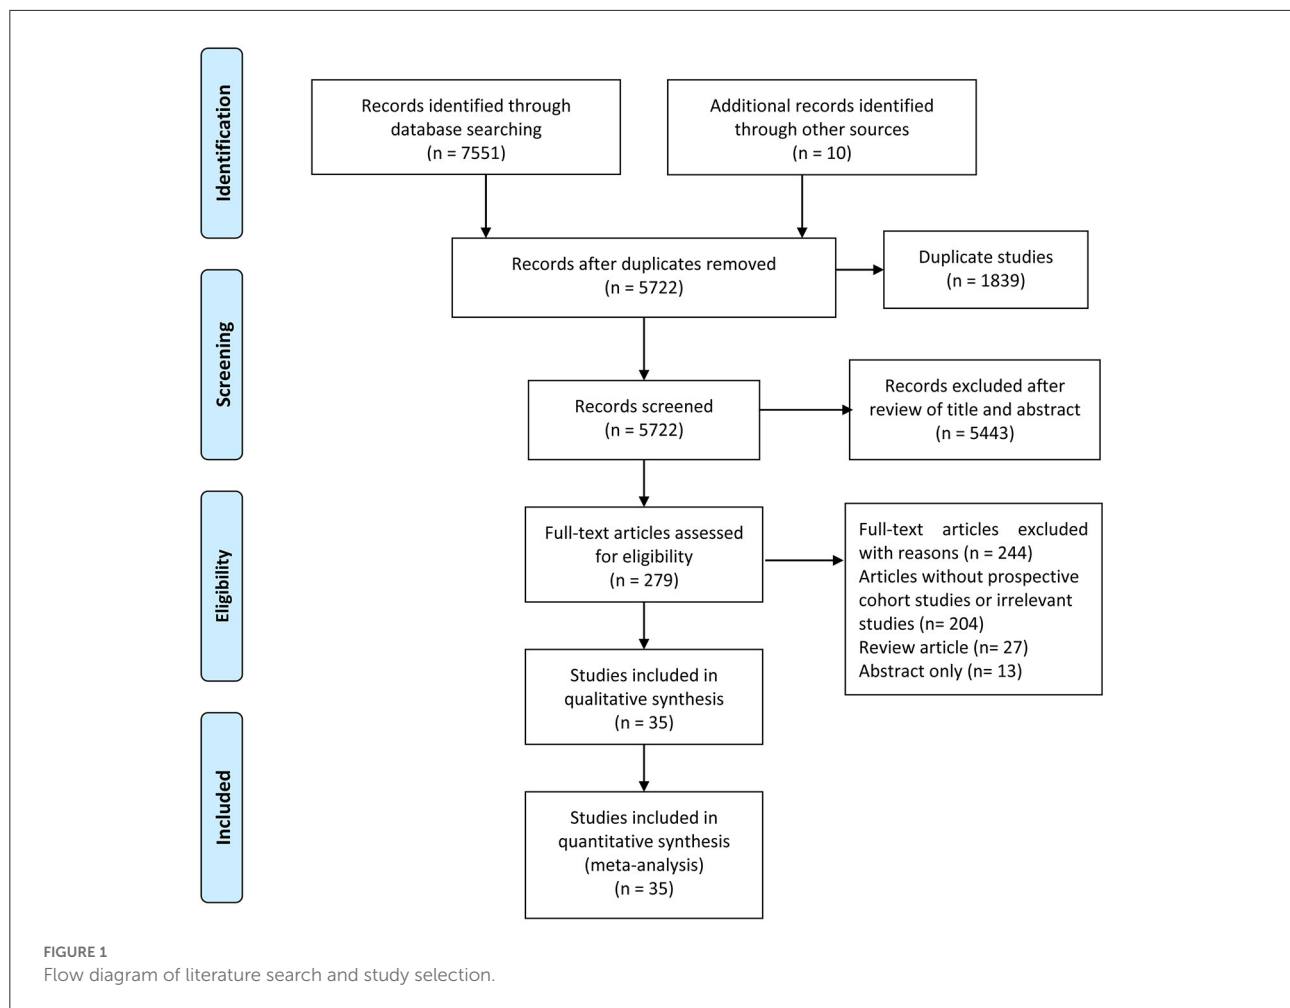 Identification
Records identified through
database searching
(n = 7551)
Additional records identified
through other sources
(n = 10)
Records after duplicates removed
(n = 5722)
Duplicate studies
(n = 1839)
Screening
Records screened
(n = 5722)
Records excluded after
review of title and abstract
(n = 5443)
Eligibility
Full-text articles assessed
for eligibility
(n = 279)
Full-text articles excluded
with reasons (n = 244)
Articles without prospective
cohort studies or irrelevant
studies (n= 204)
Review article (n= 27)
Abstract only (n= 13)
Studies included in
qualitative synthesis
(n = 35)
Included
Studies included in
quantitative synthesis
(meta-analysis)
(n = 35)
FIGURE 1
Flow diagram of literature search and study selection.